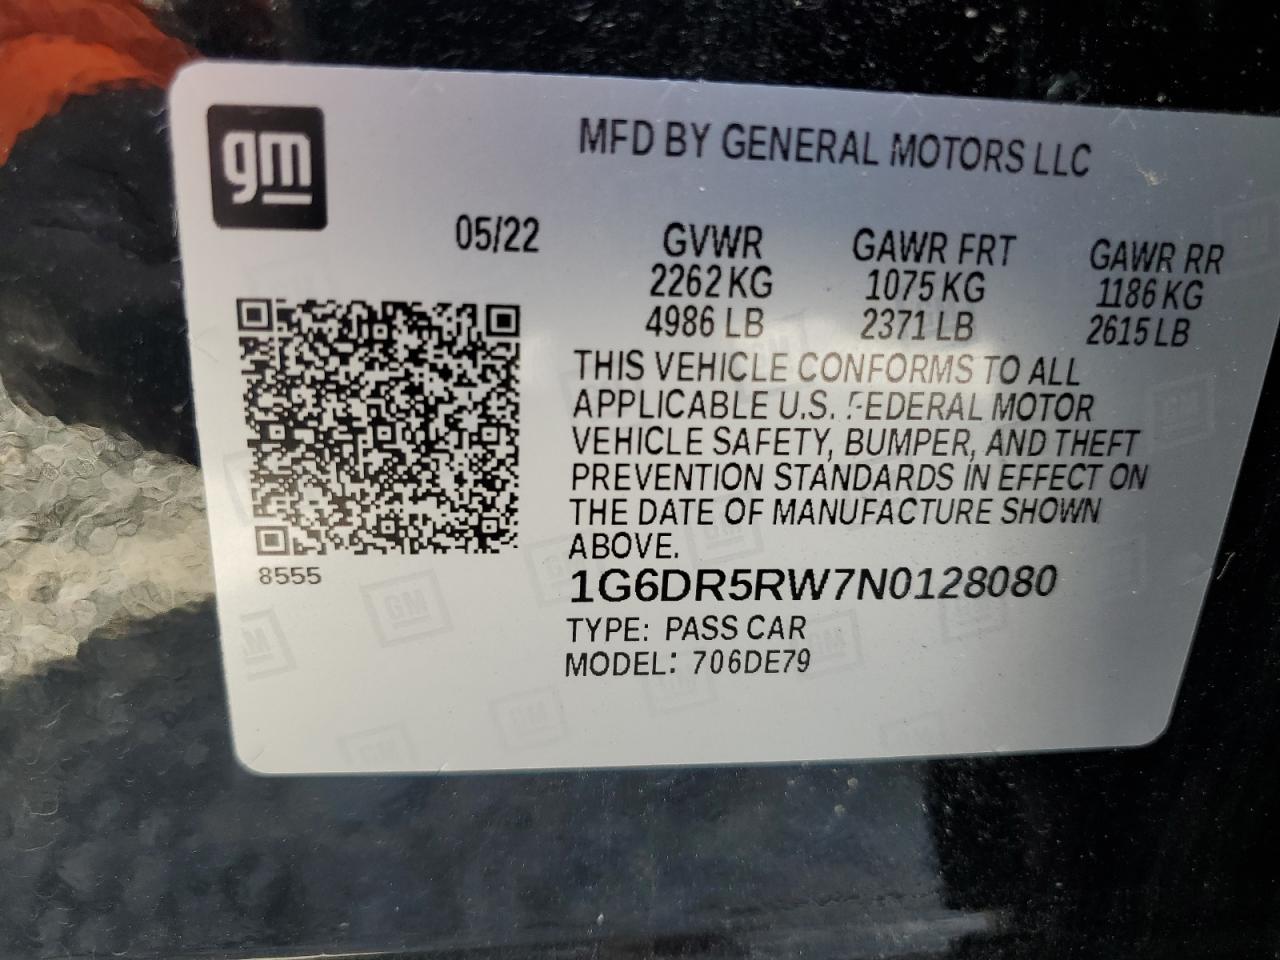 gm
MFD BY GENERAL MOTORS LLC
05/22
GVWR GAWR FRT GAWR RR
2262 KG 1075 KG 1186 KG
4986 LB 2371 LB 2615 LB
THIS VEHICLE CONFORMS TO ALL
APPLICABLE U.S. FEDERAL MOTOR
VEHICLE SAFETY, BUMPER, AND THEFT
PREVENTION STANDARDS IN EFFECT ON
THE DATE OF MANUFACTURE SHOWN
ABOVE.
8555
1G6DR5RW7N0128080
TYPE: PASS CAR
MODEL: 706DE79